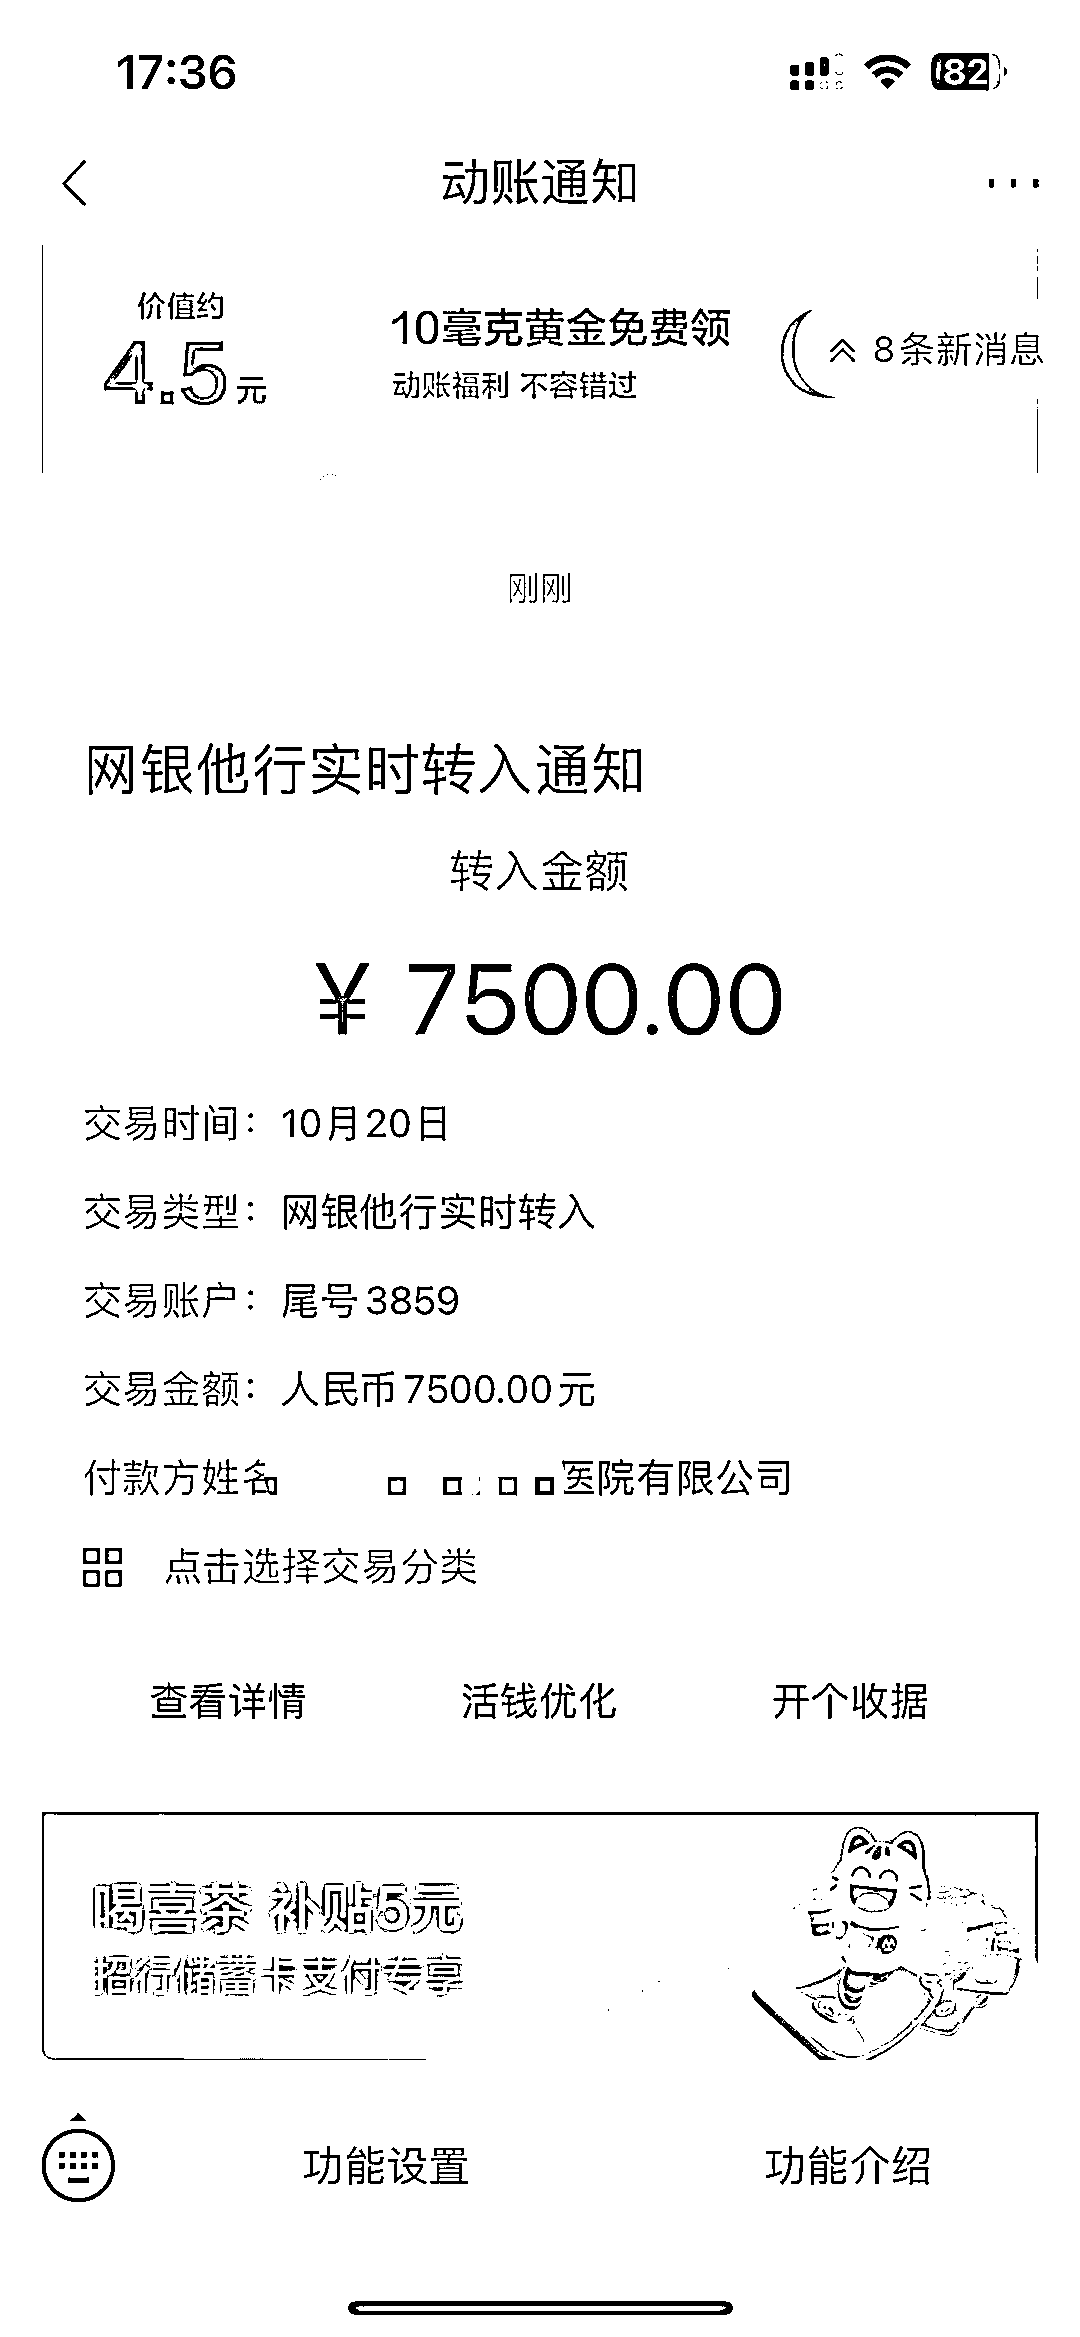 17:36
82
动账通知
价值约
4.5元
10毫克黄金免费领
动账福利 不容错过
8条新消息
刚刚
网银他行实时转入通知
转入金额
¥ 7500.00
交易时间：10月20日
交易类型：网银他行实时转入
交易账户：尾号3859
交易金额：人民币7500.00元
付款方姓名 医院有限公司
点击选择交易分类
查看详情 活钱优化 开个收据
喝喜茶 补贴5元
招行储蓄卡支付专享
功能设置 功能介绍